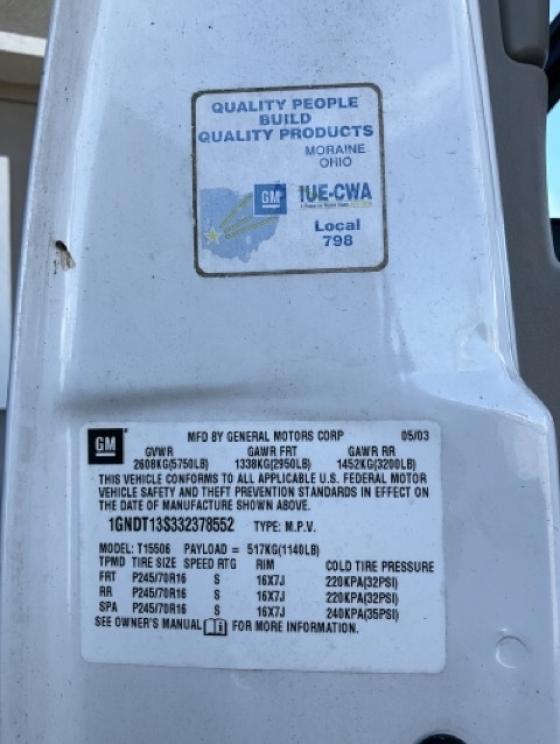 QUALITY PEOPLE
BUILD
QUALITY PRODUCTS
MORAINE
OHIO
GM IUE-CWA
Local
798
GM MFD BY GENERAL MOTORS CORP 05/03
GVWR GAWR FRT GAWR RR
2608KG(5750LB) 1338KG(2950LB) 1452KG(3200LB)
THIS VEHICLE CONFORMS TO ALL APPLICABLE U.S. FEDERAL MOTOR
VEHICLE SAFETY AND THEFT PREVENTION STANDARDS IN EFFECT ON
THE DATE OF MANUFACTURE SHOWN ABOVE.
1GNDT13S332378552 TYPE: M.P.V.
MODEL: T15506 PAYLOAD = 517KG(1140LB)
TPMD TIRE SIZE SPEED RTG RIM COLD TIRE PRESSURE
FRT P245/70R16 S 16X7J 220KPA(32PSI)
RR P245/70R16 S 16X7J 220KPA(32PSI)
SPA P245/70R16 S 16X7J 240KPA(35PSI)
SEE OWNER'S MANUAL FOR MORE INFORMATION.